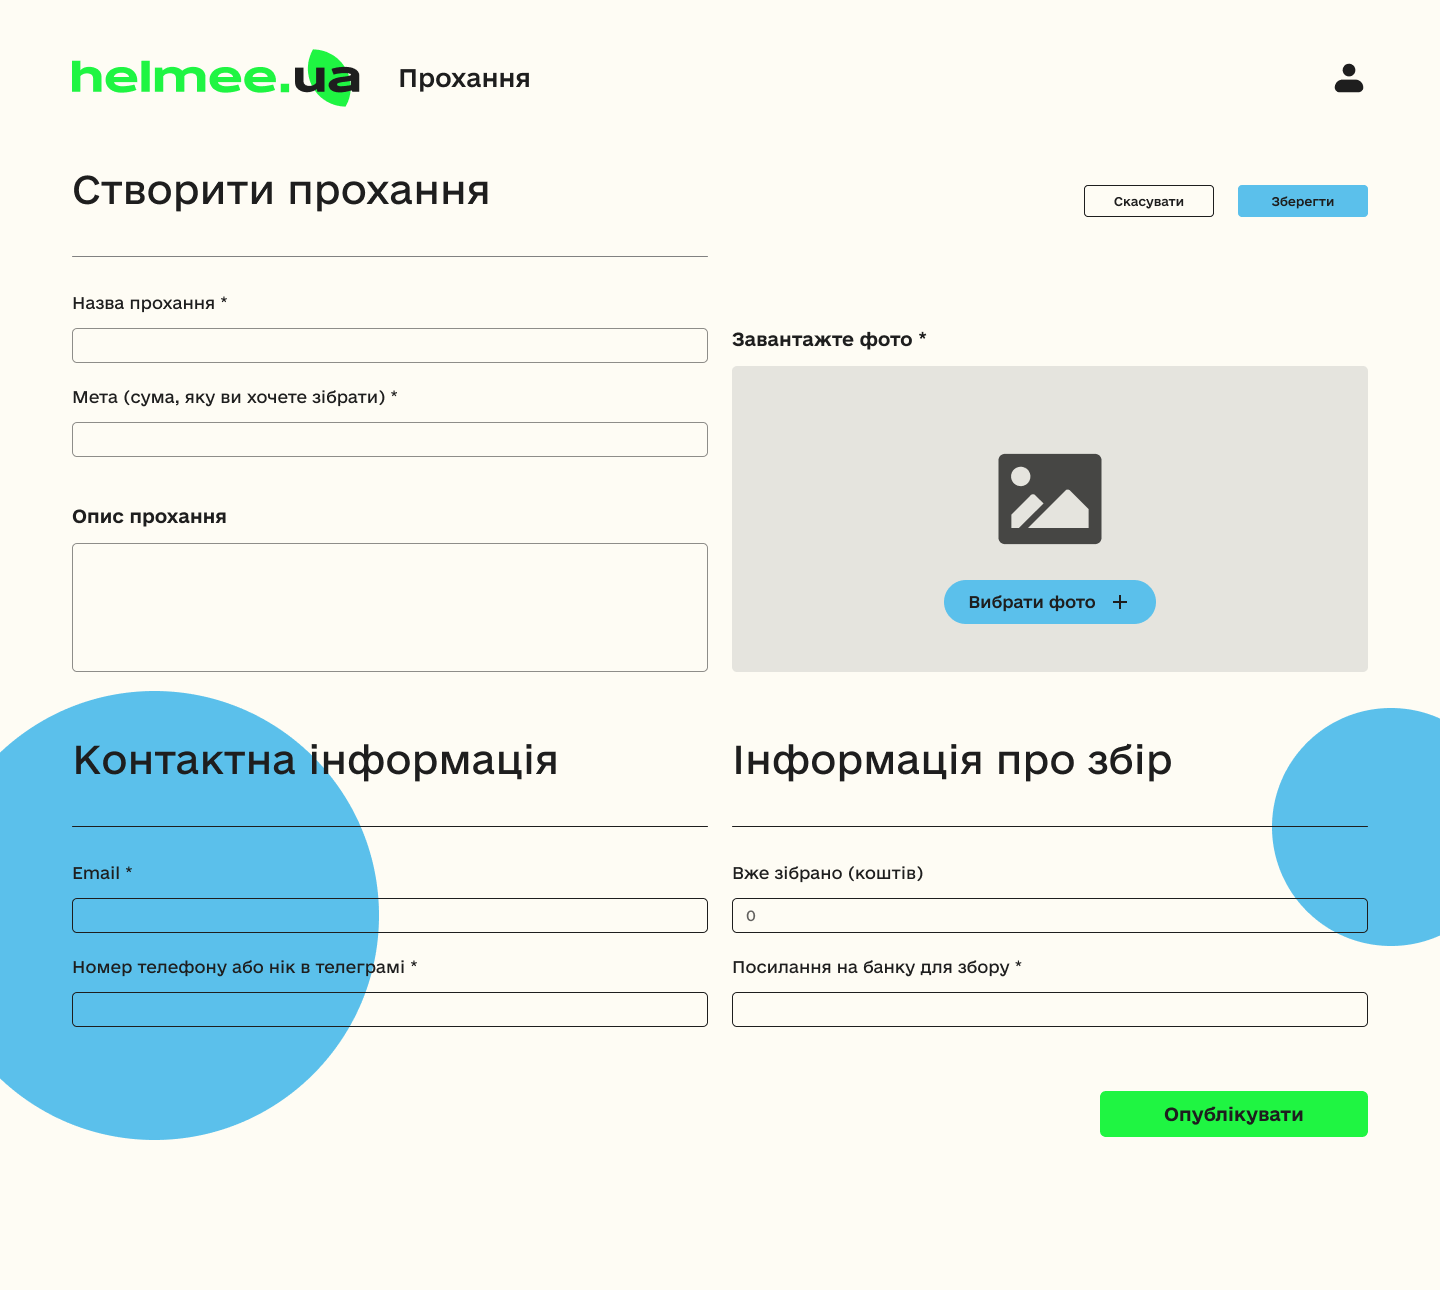 helmee.ua
Прохання
Створити прохання
Скасувати
Зберегти
Назва прохання *
Мета (сума, яку ви хочете зібрати) *
Опис прохання
Завантажте фото *
Вибрати фото +
Контактна інформація
Email *
Номер телефону або нік в телеграмі *
Інформація про збір
Вже зібрано (коштів)
0
Посилання на банку для збору *
Опублікувати